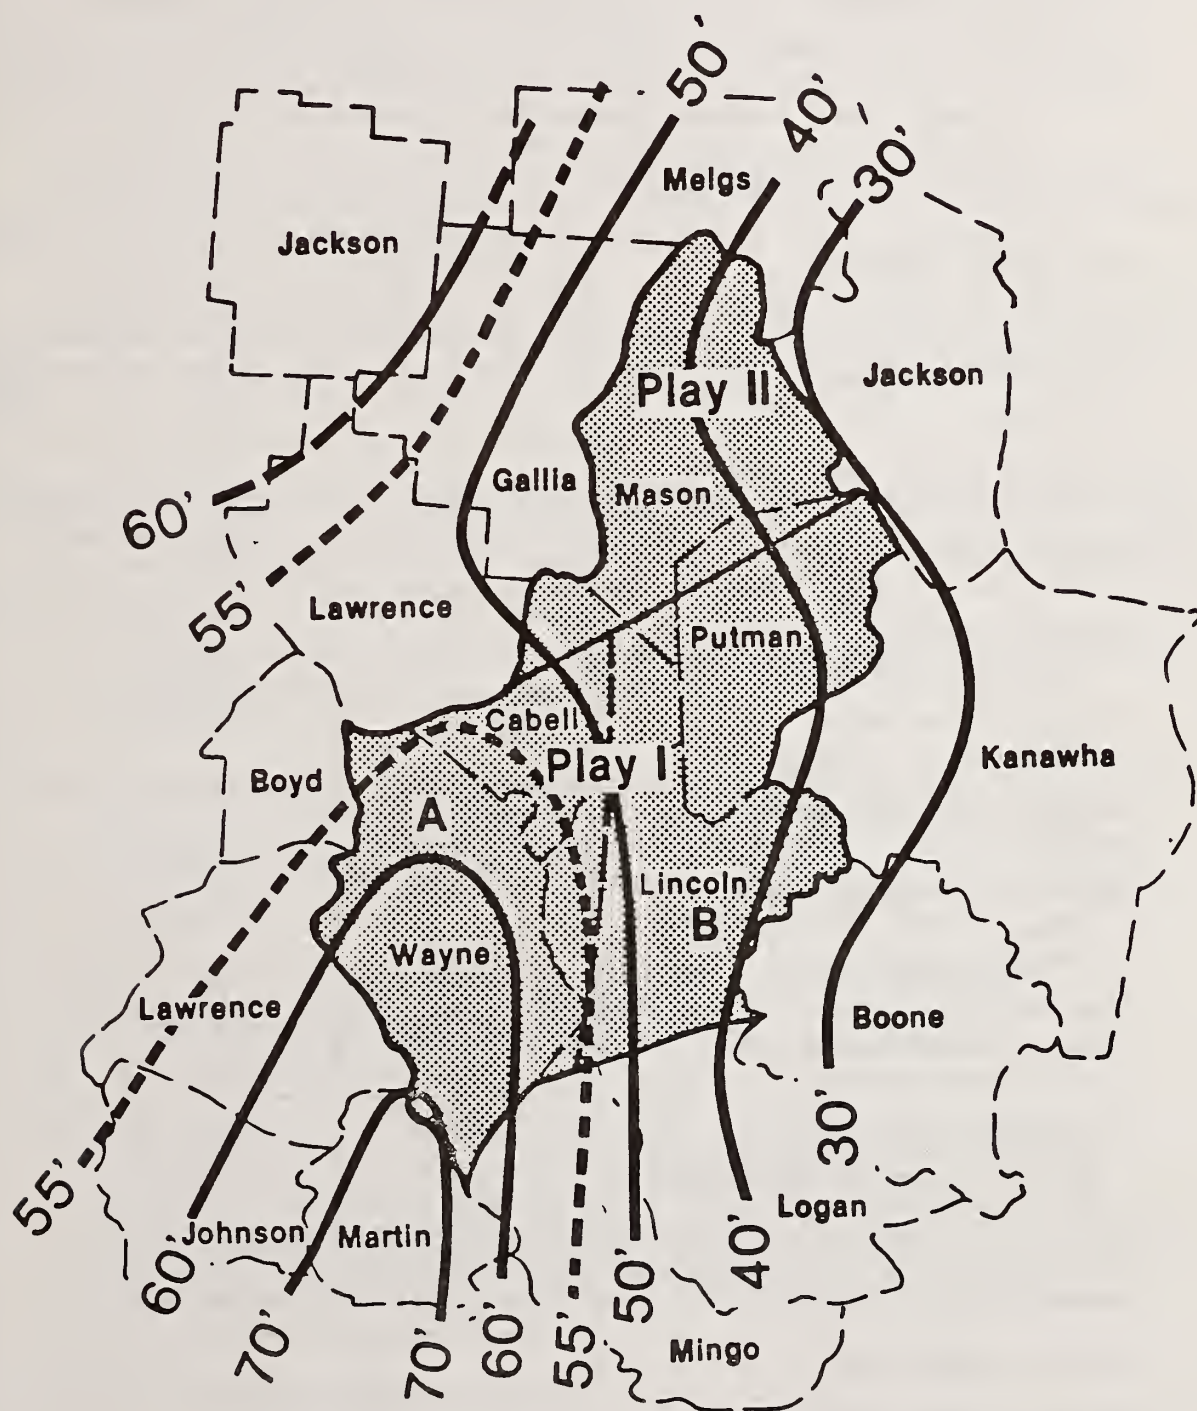 50'
40'
30'
Meigs
Jackson
Jackson
Play II
Gallia
Mason
60'
55'
Lawrence
Putman
Cabell
Play I
Kanawha
Boyd
A
Lincoln
B
Wayne
Lawrence
Boone
55'
30'
Logan
Johnson
Martin
60'
40'
50'
70'
70'
60'
55'
Mingo